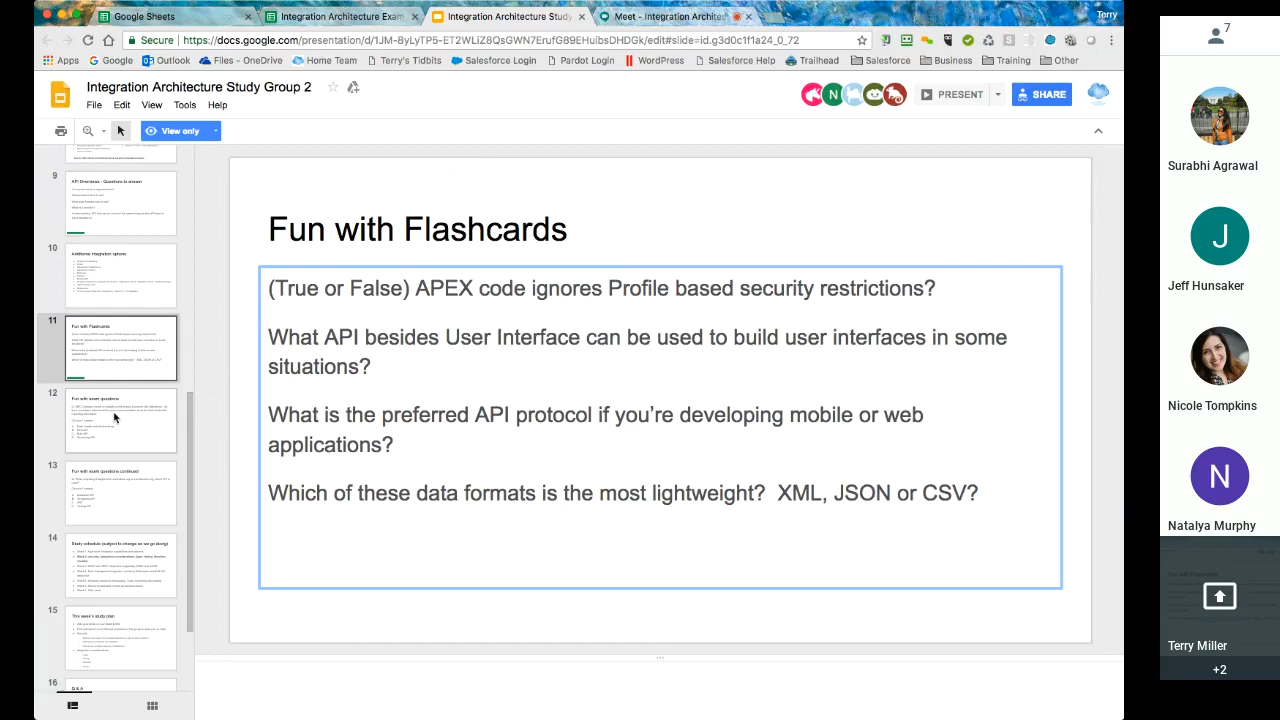 Google Sheets
Integration Architecture Exa
Integration Architecture Study
Meet - Integration Architec
Terry
Secure
https://docs.google.com/presentation/d/1JM-ByLyTP5-ET2WLiZ8QsGWx7ErufG89EHuibsDHDGk/edit#slide=id.g3d0c1f1a24_0_72
Apps
Google
Outlook
Files - OneDrive
Home Team
Terry's Tidbits
Salesforce Login
Pardot Login
WordPress
Salesforce Help
Trailhead
Salesforce
Business
Training
Other
Integration Architecture Study Group 2
File Edit View Tools Help
N
PRESENT
SHARE
View only
9
API Overviews - Questions to answer
10
Additional integration options
11
Fun with Flashcards
12
Fun with exam questions
13
Fun with exam questions continued
14
Study schedule (subject to change as we go along)
15
This week's study plan
16
Q & A
Fun with Flashcards
(True or False) APEX code ignores Profile based security restrictions?
What API besides User Interface can be used to build user interfaces in some
situations?
What is the preferred API protocol if you're developing mobile or web
applications?
Which of these data formats is the most lightweight? XML, JSON or CSV?
7
Surabhi Agrawal
J
Jeff Hunsaker
Nicole Tompkins
N
Natalya Murphy
Terry Miller
+2